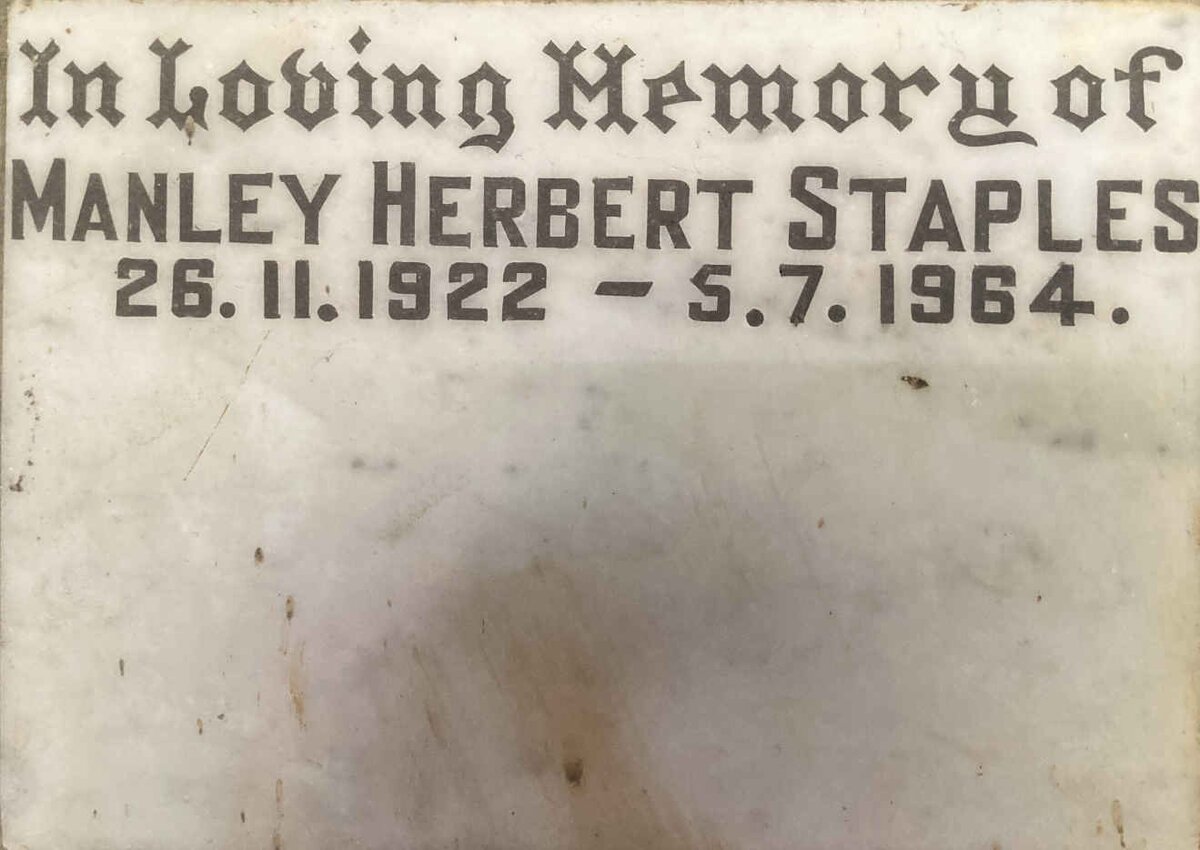 In Loving Memory of
MANLEY HERBERT STAPLES
26.11.1922 - 5.7.1964.